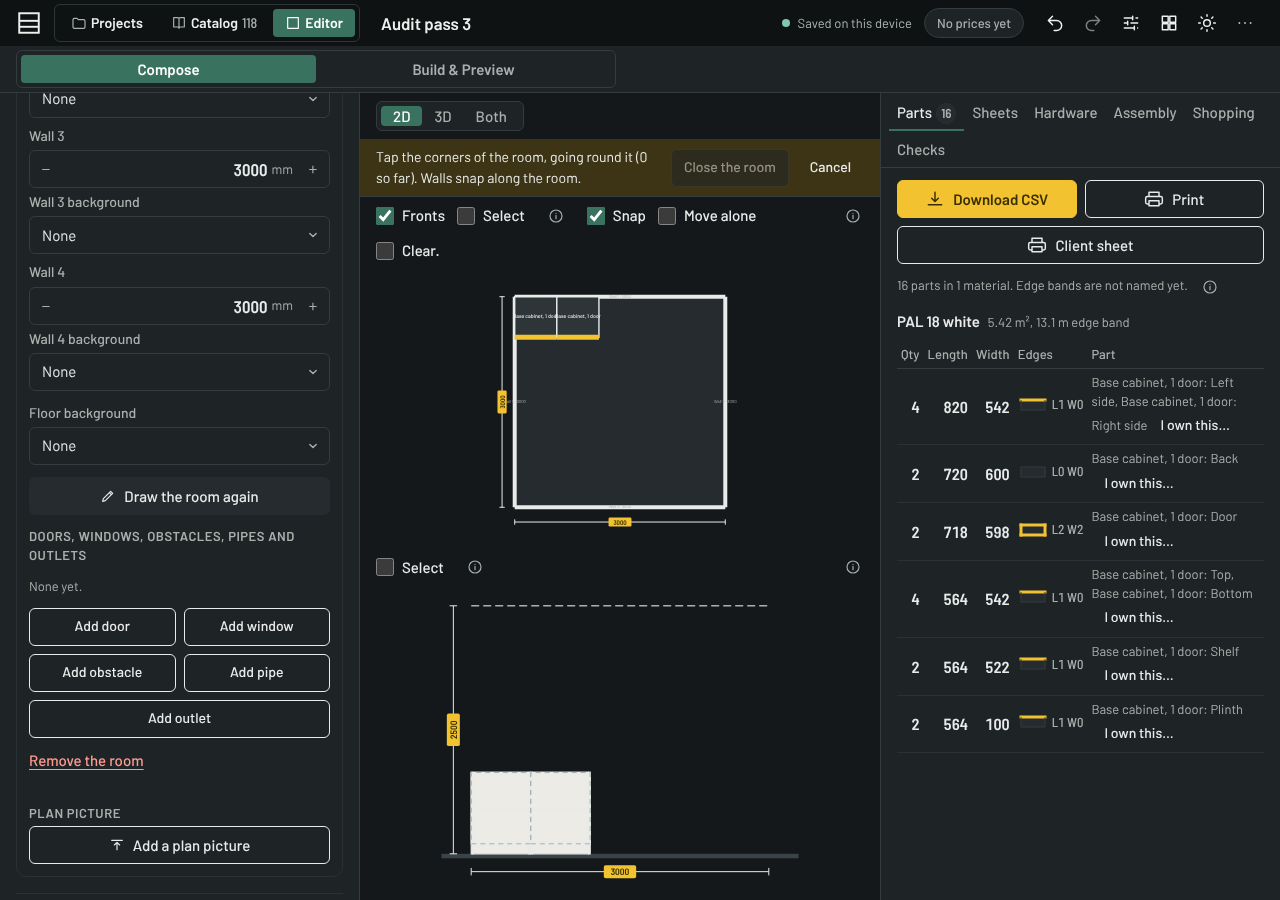 Projects
Catalog 118
Editor
Audit pass 3
Saved on this device
No prices yet
Compose
Build & Preview
None
Wall 3
3000 mm
Wall 3 background
None
Wall 4
3000 mm
Wall 4 background
None
Floor background
None
Draw the room again
DOORS, WINDOWS, OBSTACLES, PIPES AND
OUTLETS
None yet.
Add door
Add window
Add obstacle
Add pipe
Add outlet
Remove the room
PLAN PICTURE
Add a plan picture
2D
3D
Both
Tap the corners of the room, going round it (0
so far). Walls snap along the room.
Close the room
Cancel
Fronts
Select
Snap
Move alone
Clear.
3000
3000
Select
2500
3000
Parts 16
Sheets
Hardware
Assembly
Shopping
Checks
Download CSV
Print
Client sheet
16 parts in 1 material. Edge bands are not named yet.
PAL 18 white 5.42 m², 13.1 m edge band
Qty Length Width Edges Part
4 820 542 L1 W0 Base cabinet, 1 door: Left
side, Base cabinet, 1 door:
Right side I own this...
2 720 600 L0 W0 Base cabinet, 1 door: Back
I own this...
2 718 598 L2 W2 Base cabinet, 1 door: Door
I own this...
4 564 542 L1 W0 Base cabinet, 1 door: Top,
Base cabinet, 1 door: Bottom
I own this...
2 564 522 L1 W0 Base cabinet, 1 door: Shelf
I own this...
2 564 100 L1 W0 Base cabinet, 1 door: Plinth
I own this...